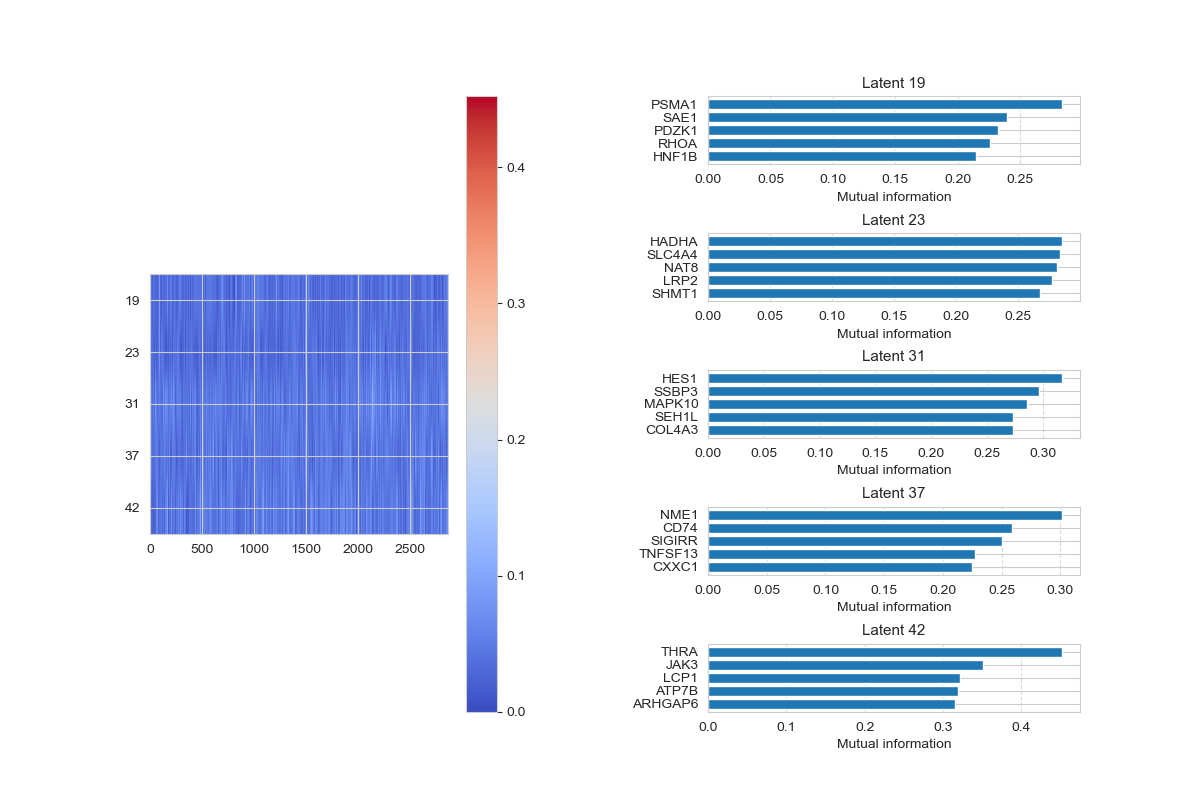 19
23
31
37
42
0 500 1000 1500 2000 2500
0.4
0.3
0.2
0.1
0.0
Latent 19
PSMA1
SAE1
PDZK1
RHOA
HNF1B
0.00 0.05 0.10 0.15 0.20 0.25
Mutual information
Latent 23
HADHA
SLC4A4
NAT8
LRP2
SHMT1
0.00 0.05 0.10 0.15 0.20 0.25
Mutual information
Latent 31
HES1
SSBP3
MAPK10
SEH1L
COL4A3
0.00 0.05 0.10 0.15 0.20 0.25 0.30
Mutual information
Latent 37
NME1
CD74
SIGIRR
TNFSF13
CXXC1
0.00 0.05 0.10 0.15 0.20 0.25 0.30
Mutual information
Latent 42
THRA
JAK3
LCP1
ATP7B
ARHGAP6
0.0 0.1 0.2 0.3 0.4
Mutual information